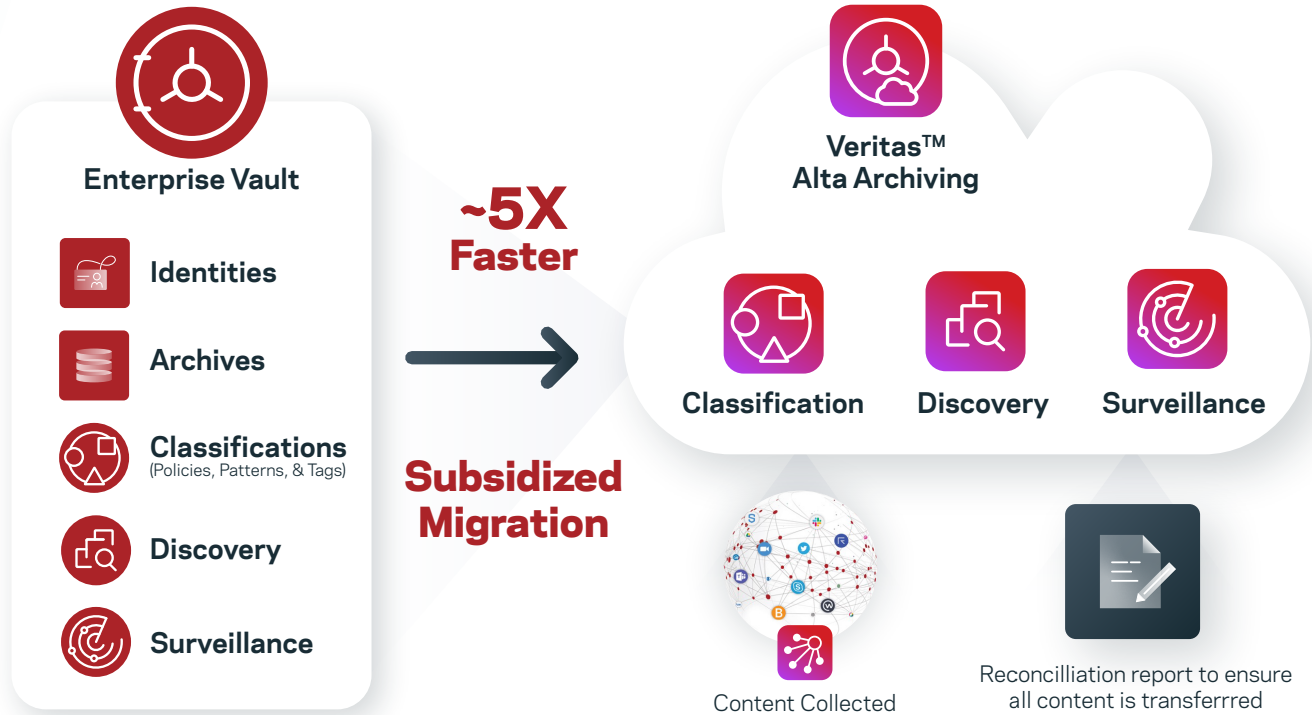 Enterprise Vault
Identities
Archives
Classifications
(Policies, Patterns, & Tags)
Discovery
Surveillance
~5X
Faster
Subsidized
Migration
Veritas™
Alta Archiving
Classification
Discovery
Surveillance
Content Collected
Reconcilliation report to ensure
all content is transferrred